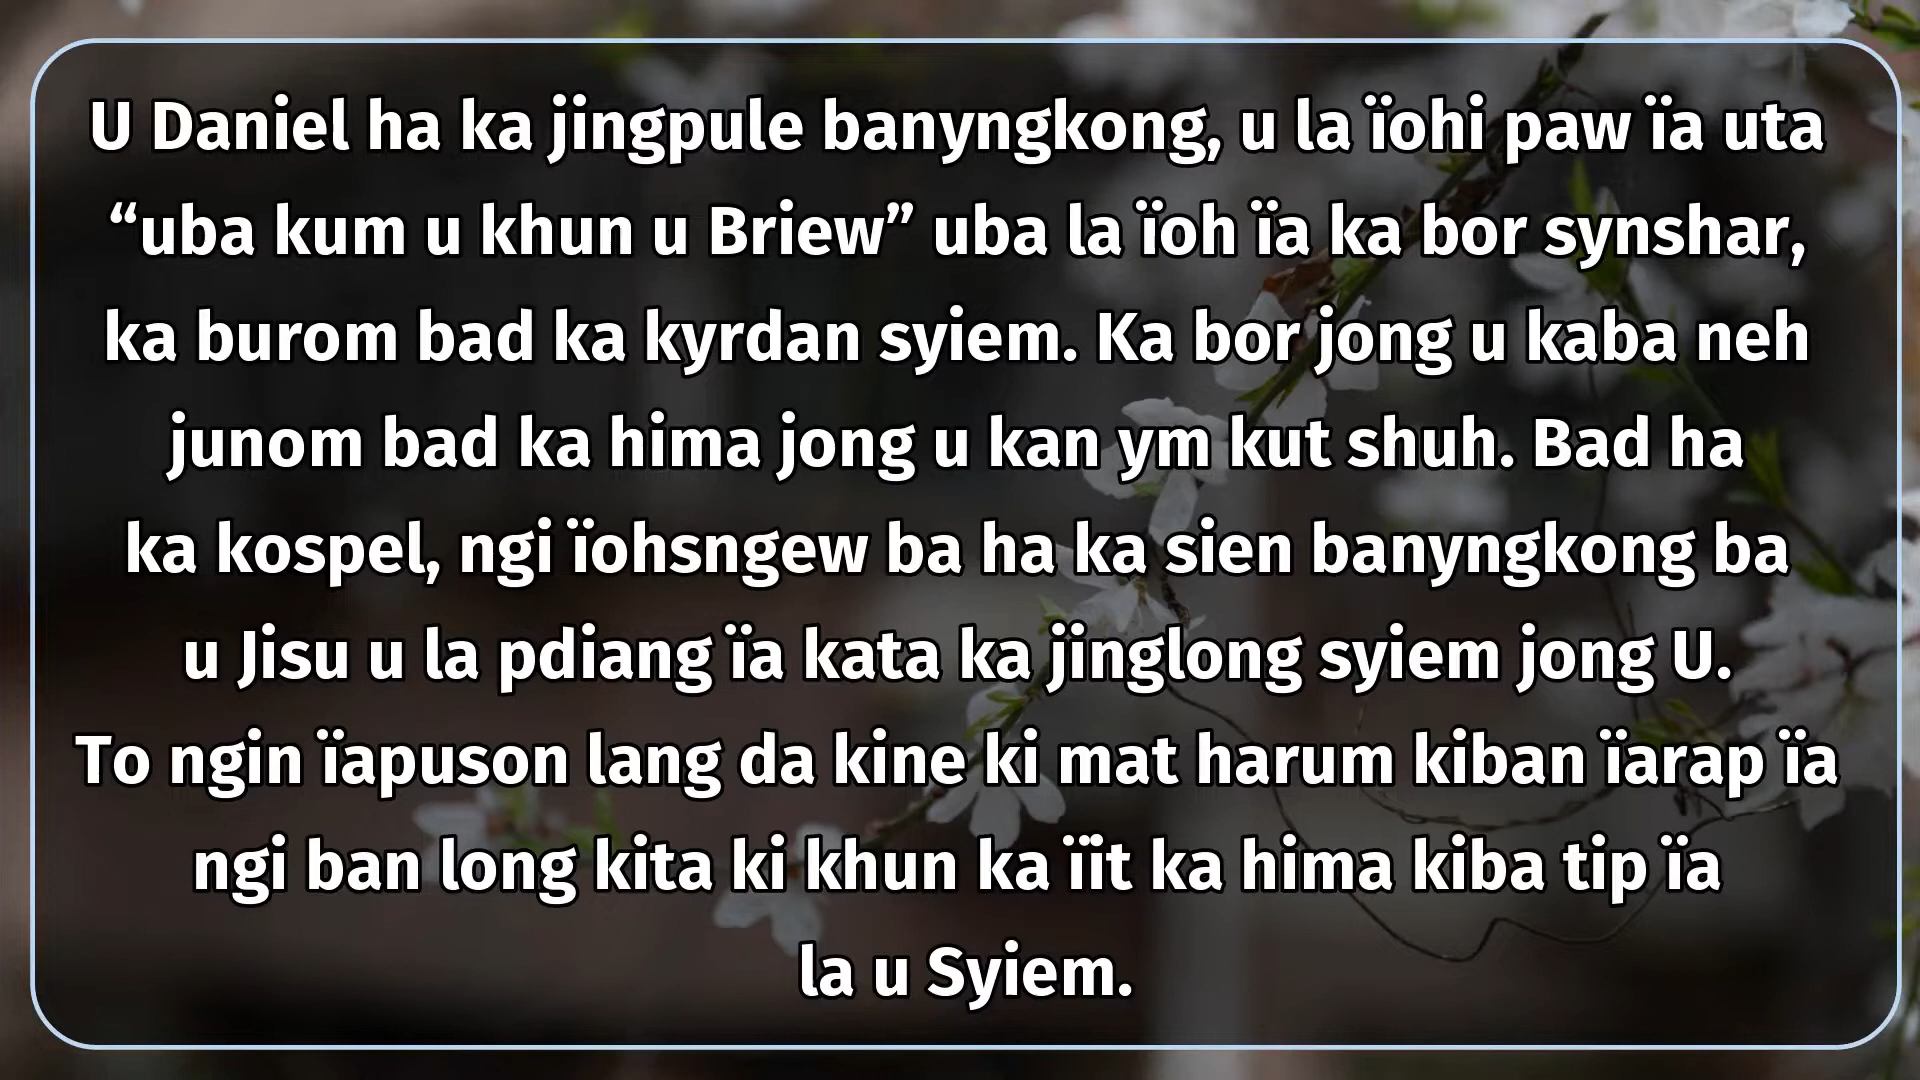 U Daniel ha ka jingpule banyngkong, u la ïohi paw ïa uta
“uba kum u khun u Briew” uba la ïoh ïa ka bor synshar,
ka burom bad ka kyrdan syiem. Ka bor jong u kaba neh
junom bad ka hima jong u kan ym kut shuh. Bad ha
ka kospel, ngi ïohsngew ba ha ka sien banyngkong ba
u Jisu u la pdiang ïa kata ka jinglong syiem jong U.
To ngin ïapuson lang da kine ki mat harum kiban ïarap ïa
ngi ban long kita ki khun ka ïit ka hima kiba tip ïa
la u Syiem.